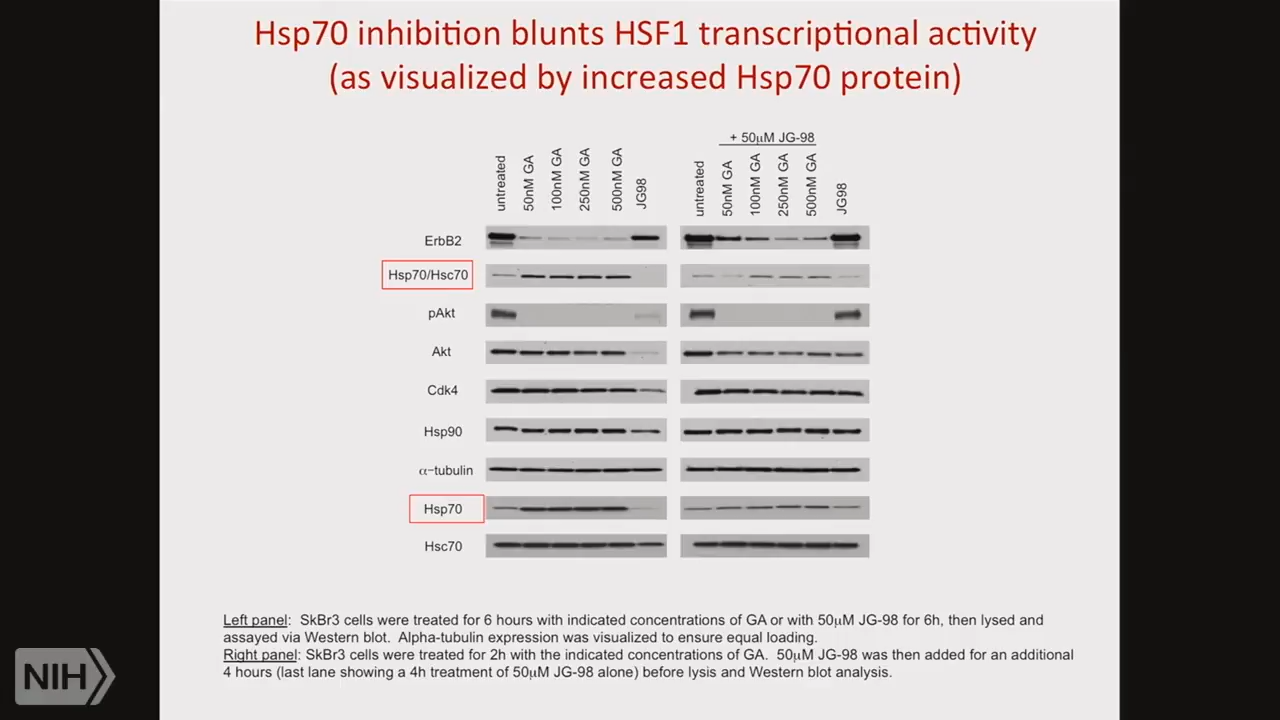 Hsp70 inhibition blunts HSF1 transcriptional activity
(as visualized by increased Hsp70 protein)
+ 50μM JG-98
untreated
50nM GA
100nM GA
250nM GA
500nM GA
JG98
untreated
50nM GA
100nM GA
250nM GA
500nM GA
JG98
ErbB2
Hsp70/Hsc70
pAkt
Akt
Cdk4
Hsp90
α-tubulin
Hsp70
Hsc70
Left panel: SkBr3 cells were treated for 6 hours with indicated concentrations of GA or with 50μM JG-98 for 6h, then lysed and
assayed via Western blot. Alpha-tubulin expression was visualized to ensure equal loading.
Right panel: SkBr3 cells were treated for 2h with the indicated concentrations of GA. 50μM JG-98 was then added for an additional
4 hours (last lane showing a 4h treatment of 50μM JG-98 alone) before lysis and Western blot analysis.
NIH